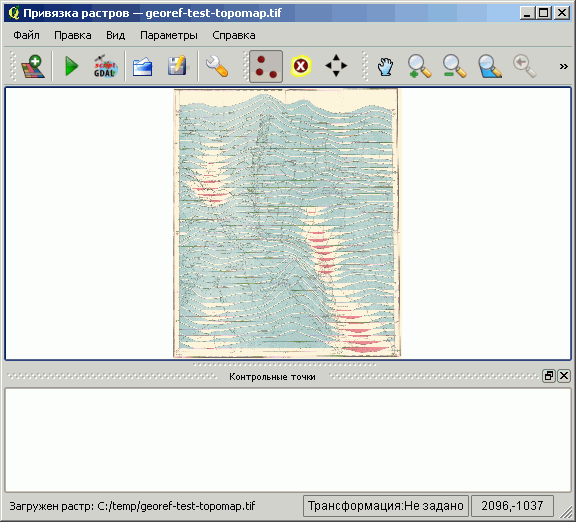 Привязка растров — georef-test-topomap.tif
Файл Правка Вид Параметры Справка
script GDAL
»
Контрольные точки
Загружен растр: C:/temp/georef-test-topomap.tif Трансформация:Не задано 2096,-1037